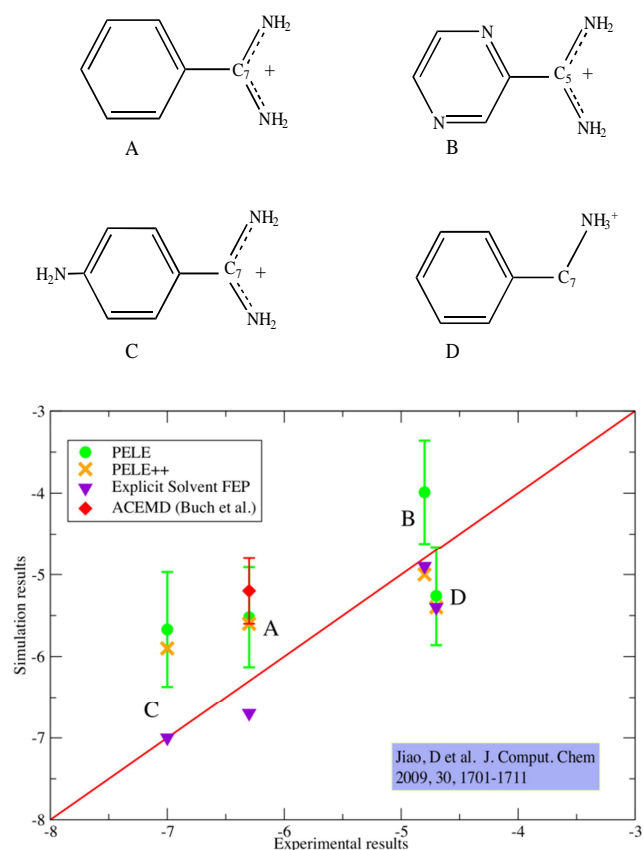 NH2
C7 +
NH2
A
N
NH2
C5 +
N
NH2
B
NH2
H2N
C7 +
NH2
C
NH3+
C7
D
-3
PELE
PELE++
Explicit Solvent FEP
ACEMD (Buch et al.)
-4
B
Simulation results
-5
D
A
-6
C
-7
Jiao, D et al. J. Comput. Chem
2009, 30, 1701-1711
-8
-8 -7 -6 -5 -4 -3
Experimental results